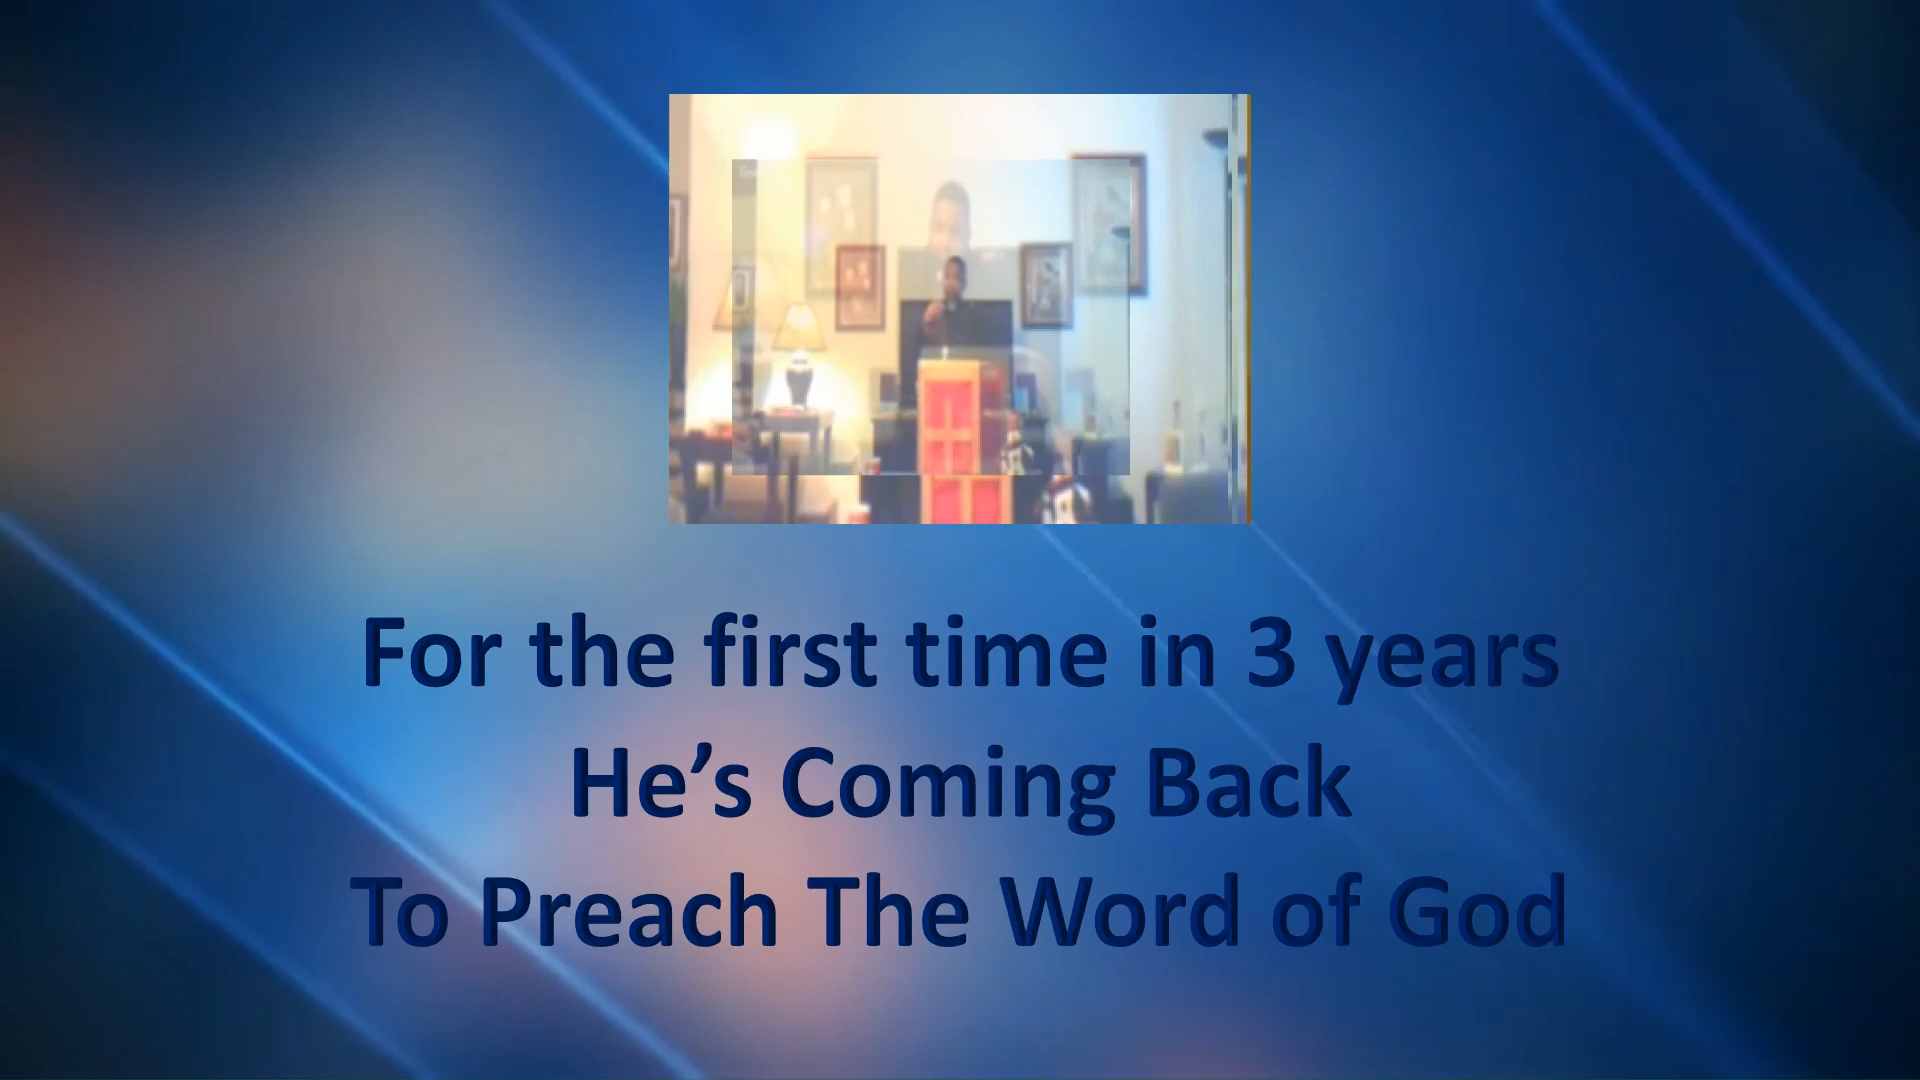 For the first time in 3 years
He’s Coming Back
To Preach The Word of God